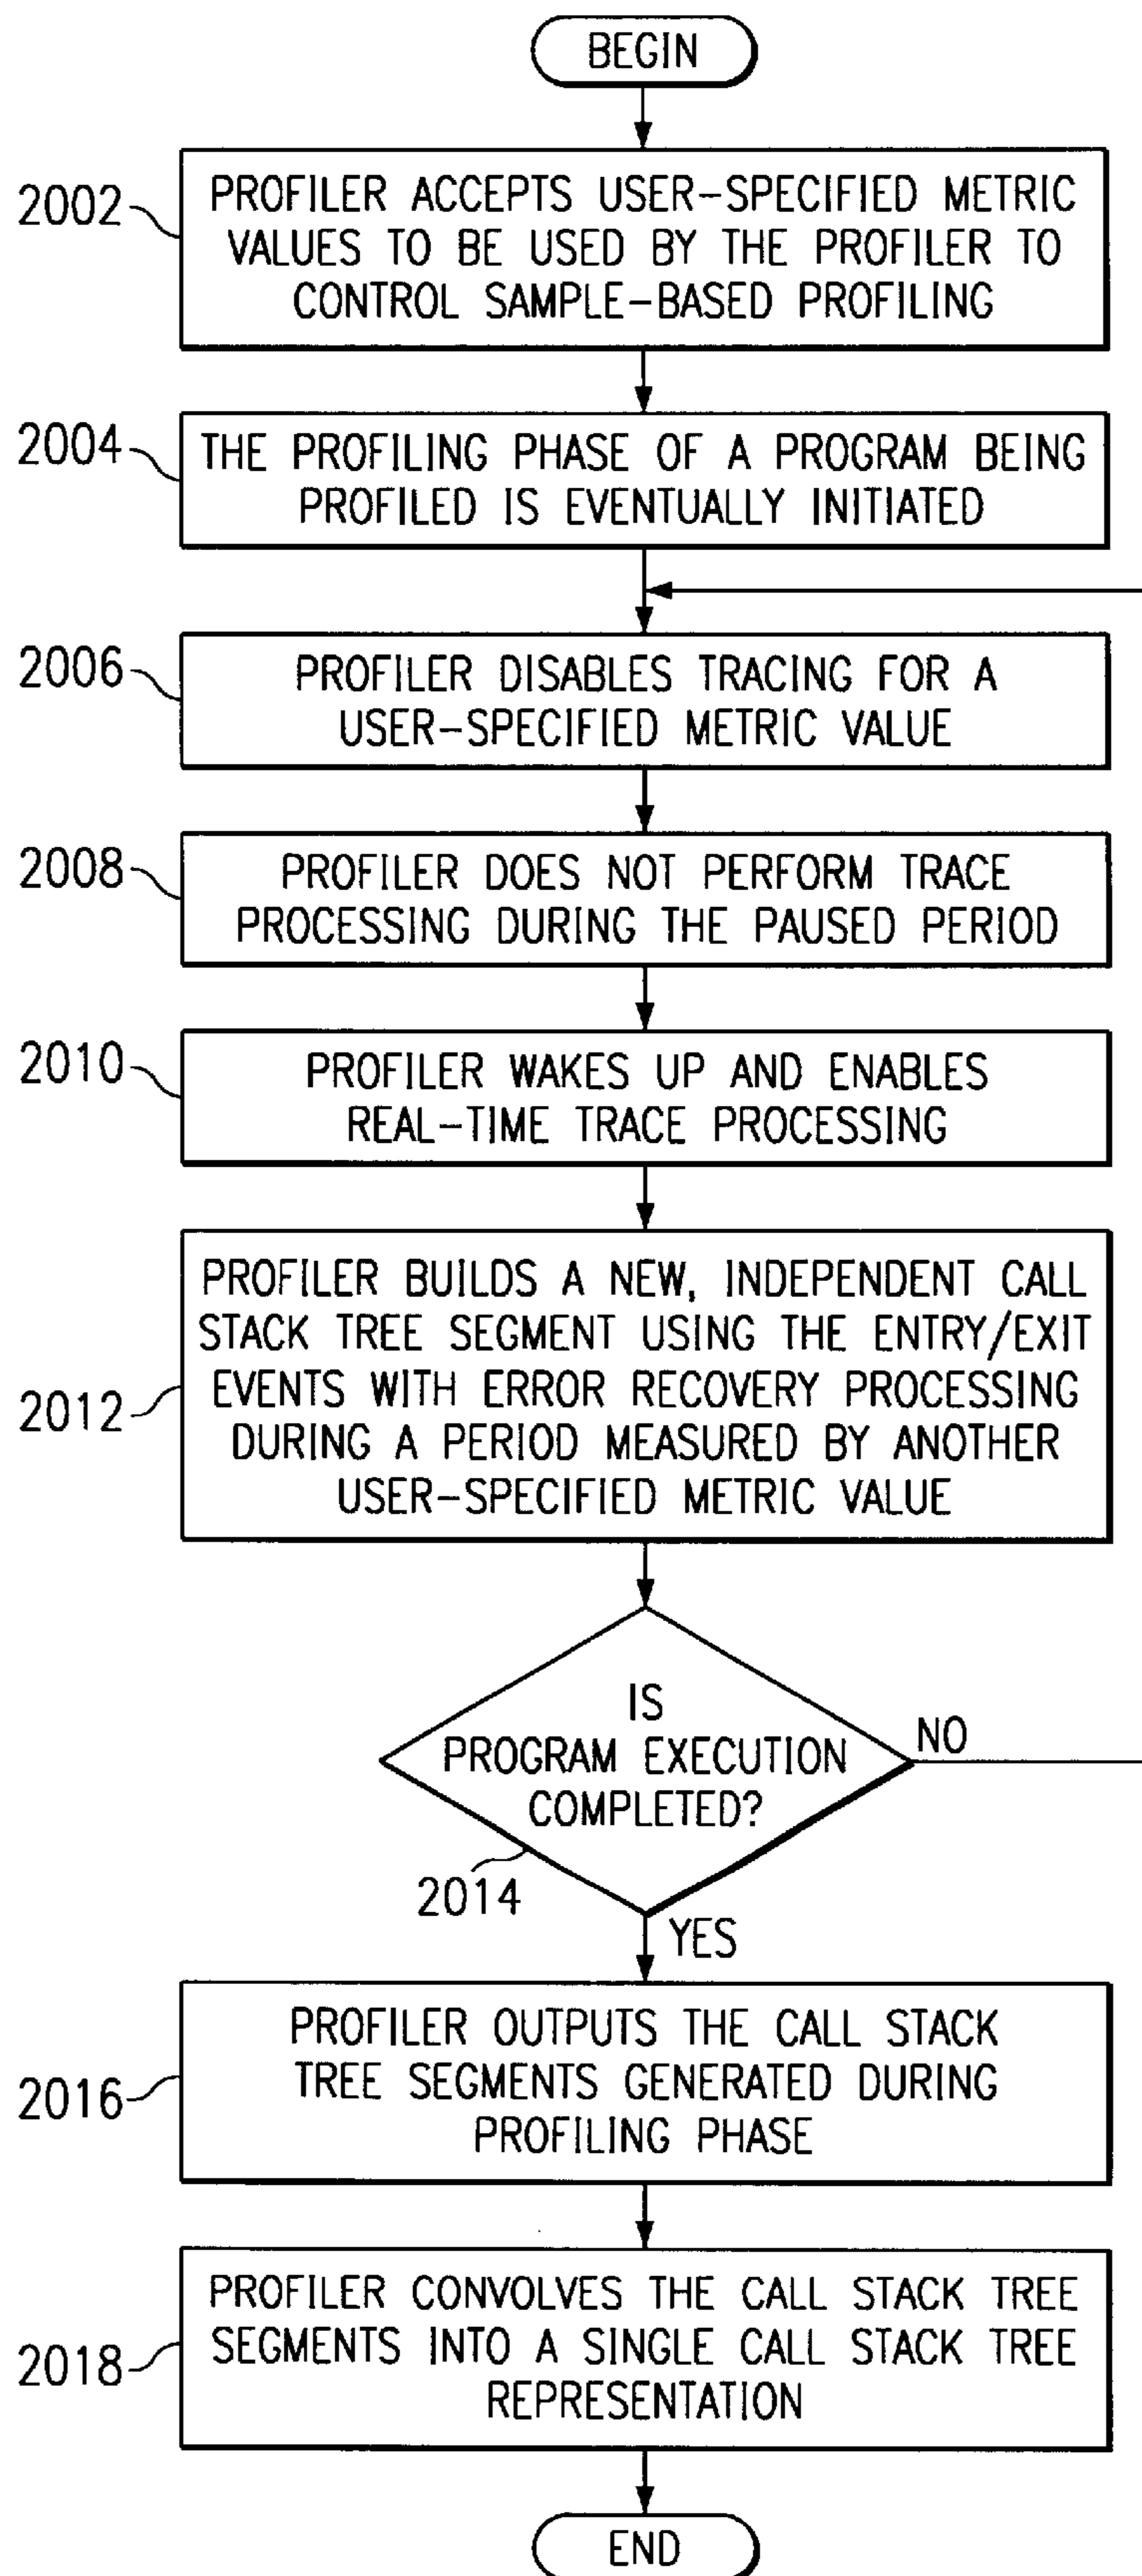 BEGIN
2002
PROFILER ACCEPTS USER-SPECIFIED METRIC
VALUES TO BE USED BY THE PROFILER TO
CONTROL SAMPLE-BASED PROFILING
2004
THE PROFILING PHASE OF A PROGRAM BEING
PROFILED IS EVENTUALLY INITIATED
2006
PROFILER DISABLES TRACING FOR A
USER-SPECIFIED METRIC VALUE
2008
PROFILER DOES NOT PERFORM TRACE
PROCESSING DURING THE PAUSED PERIOD
2010
PROFILER WAKES UP AND ENABLES
REAL-TIME TRACE PROCESSING
2012
PROFILER BUILDS A NEW, INDEPENDENT CALL
STACK TREE SEGMENT USING THE ENTRY/EXIT
EVENTS WITH ERROR RECOVERY PROCESSING
DURING A PERIOD MEASURED BY ANOTHER
USER-SPECIFIED METRIC VALUE
IS
PROGRAM EXECUTION
COMPLETED?
NO
2014
YES
2016
PROFILER OUTPUTS THE CALL STACK
TREE SEGMENTS GENERATED DURING
PROFILING PHASE
2018
PROFILER CONVOLVES THE CALL STACK TREE
SEGMENTS INTO A SINGLE CALL STACK TREE
REPRESENTATION
END